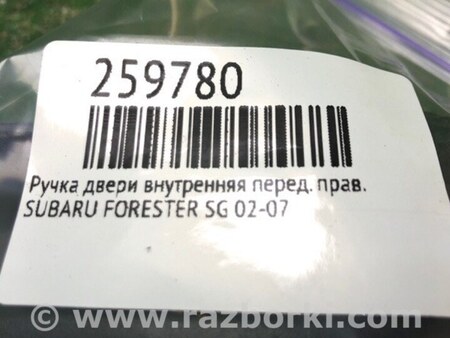 259780
Ручка двери внутренняя перед. прав.
SUBARU FORESTER SG 02-07
© www.razborki.com